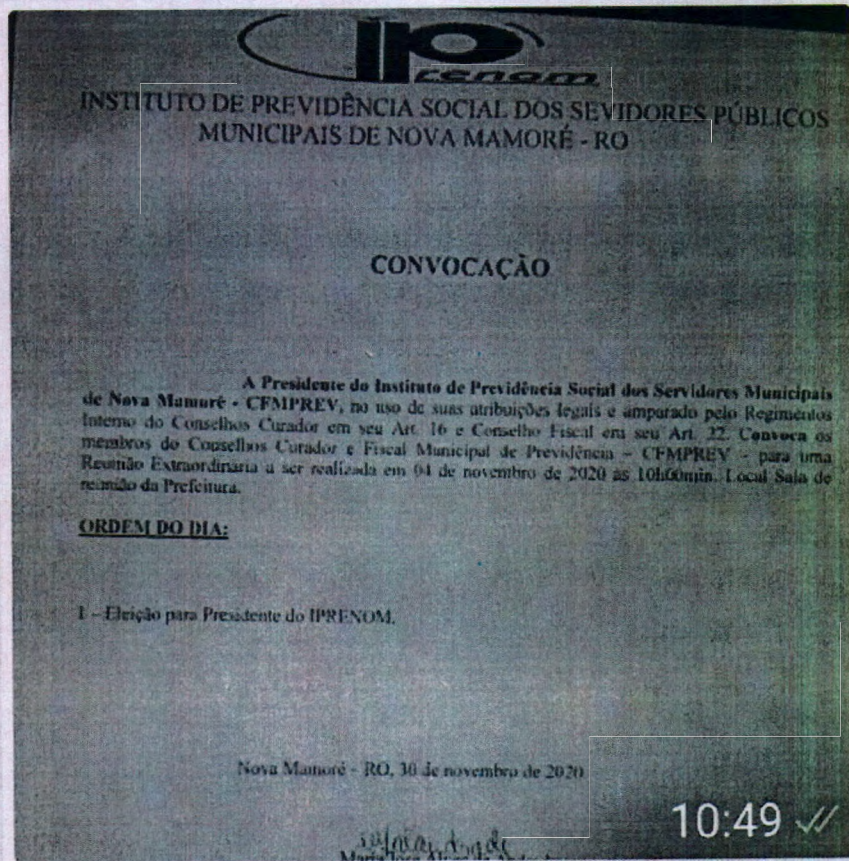 iprenom
INSTITUTO DE PREVIDÊNCIA SOCIAL DOS SEVIDORES PÚBLICOS
MUNICIPAIS DE NOVA MAMORÉ - RO
CONVOCAÇÃO
A Presidente do Instituto de Previdência Social dos Servidores Municipais
de Nova Mamoré - CFMPREV, no uso de suas atribuições legais e amparado pelo Regimentos
Interno do Conselhos Curador em seu Art. 16 e Conselho Fiscal em seu Art. 22. Convoca os
membros do Conselhos Curador e Fiscal Municipal de Previdência – CFMPREV - para uma
Reunião Extraordinária a ser realizada em 04 de novembro de 2020 as 10h00min. Local Sala de
reunião da Prefeitura.
ORDEM DO DIA:
1 – Eleição para Presidente do IPRENOM.
Nova Mamoré - RO, 30 de novembro de 2020
10:49
Maria José Alves de